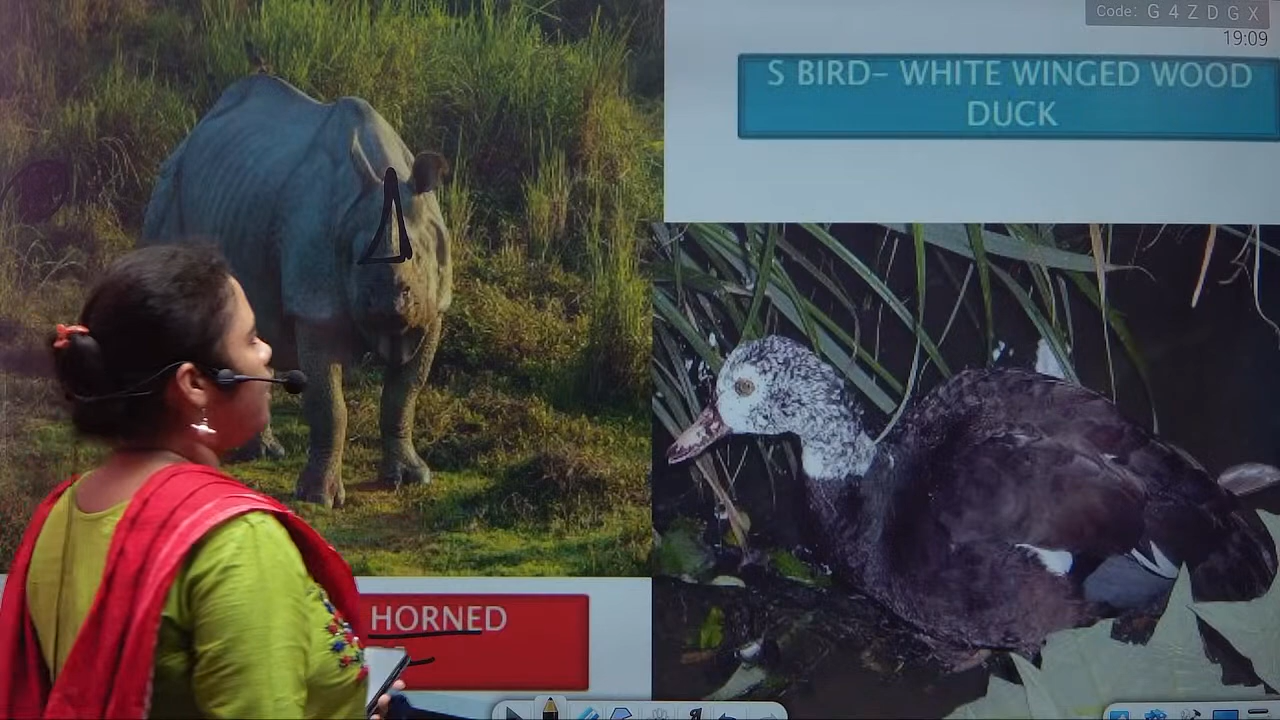 Code: G 4 Z D G X
19:09
S BIRD- WHITE WINGED WOOD
DUCK
HORNED